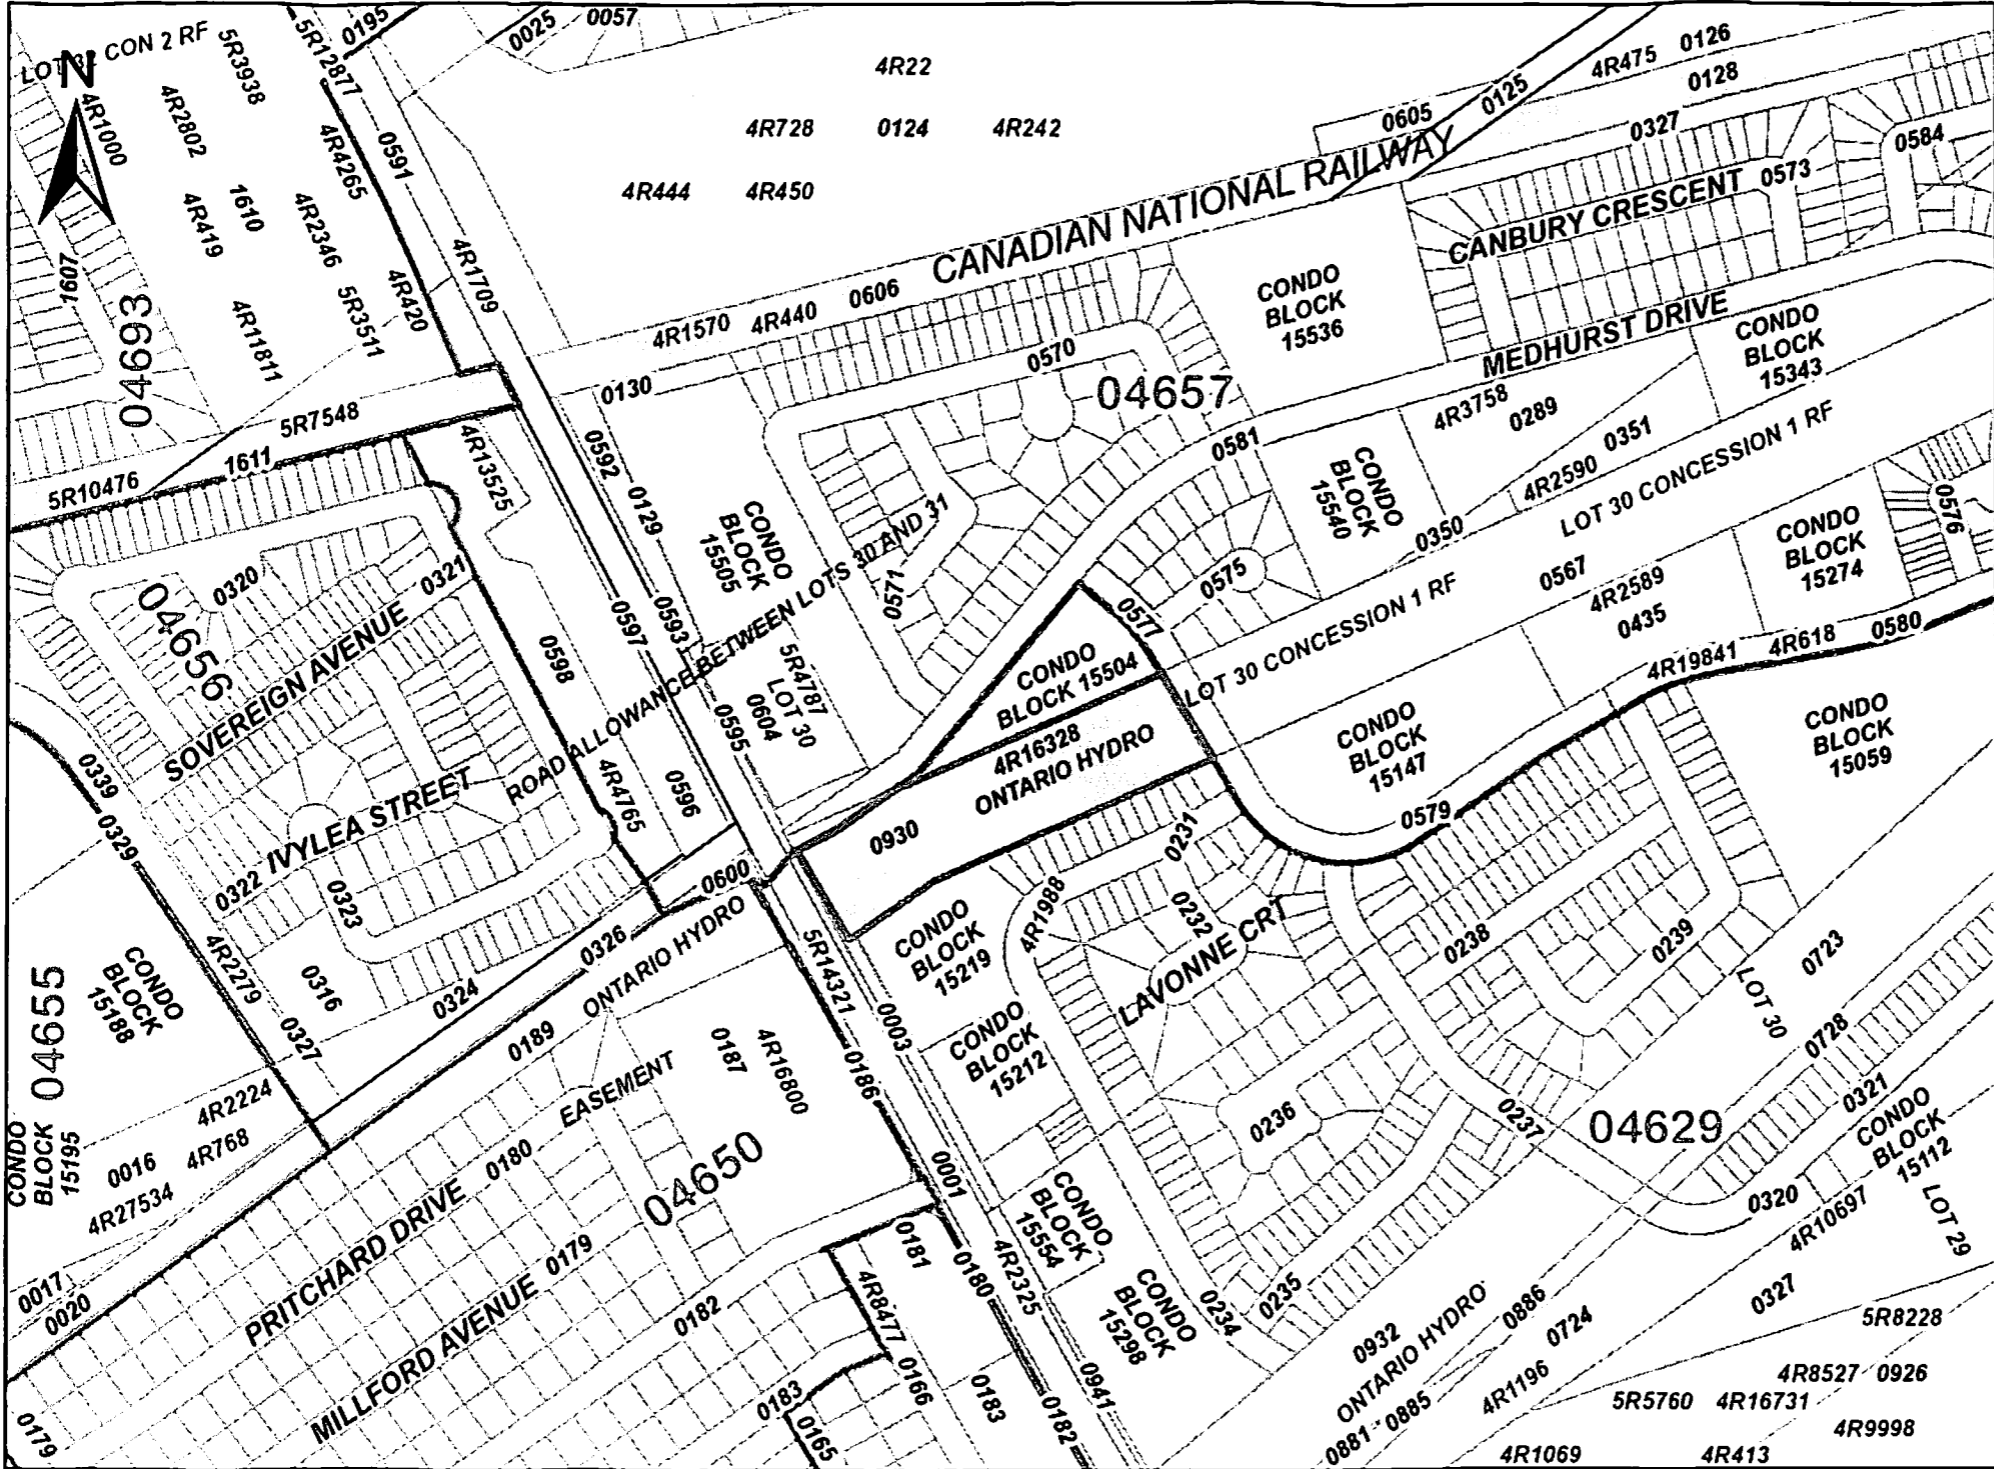 LOT 32 CON 2 RF
N
5R3938
5R12877
0195
0025
0057
4R22
4R475
0126
0128
4R1000
4R2802
4R4265
0591
4R728
0124
4R242
0605
0125
0327
0584
4R444
4R450
CANADIAN NATIONAL RAILWAY
CANBURY CRESCENT
0573
1607
4R419
1610
4R2346
4R420
4R1709
04693
4R11811
5R3511
4R1570
4R440
0606
CONDO
BLOCK
15536
MEDHURST DRIVE
CONDO
BLOCK
15343
0130
0570
04657
5R7548
1611
5R10476
4R13525
0592
0129
0581
4R3758
0289
0351
4R2590
CONDO
BLOCK
15540
0350
LOT 30 CONCESSION 1 RF
CONDO
BLOCK
15505
0571
0450
0575
0577
0567
4R2589
0435
CONDO
BLOCK
15274
0576
04656
0320
0321
SOVEREIGN AVENUE
0598
0597
0593
ROAD ALLOWANCE BETWEEN LOTS 30 AND 31
5R4787
LOT 30
0604
0595
CONDO
BLOCK 15504
LOT 30 CONCESSION 1 RF
4R19841
4R618
0580
4R16328
ONTARIO HYDRO
0930
CONDO
BLOCK
15147
CONDO
BLOCK
15059
0339
0329
IVYLEA STREET
0322
0323
4R4765
0596
0600
0579
0231
0232
4R1988
LAVONNE CRT
04655
CONDO
BLOCK
15188
4R2279
0316
0324
0326
ONTARIO HYDRO
0327
0189
5R14321
0003
CONDO
BLOCK
15219
0238
0239
LOT 30
0723
0728
CONDO
BLOCK
15195
4R2224
0016
4R768
4R27534
0180
EASEMENT
0187
4R16800
0186
04650
CONDO
BLOCK
15212
0236
0237
04629
0321
CONDO
BLOCK
15112
0017
0020
PRITCHARD DRIVE
MILLFORD AVENUE
0179
0182
0181
0001
0180
4R2325
CONDO
BLOCK
15554
CONDO
BLOCK
15298
0234
0235
0320
4R10697
LOT 29
0327
0179
4R8477
0166
0183
0165
0183
0182
0941
0932
ONTARIO HYDRO
0886
0724
4R1196
0881
0885
5R8228
4R8527
0926
5R5760
4R16731
4R9998
4R1069
4R413